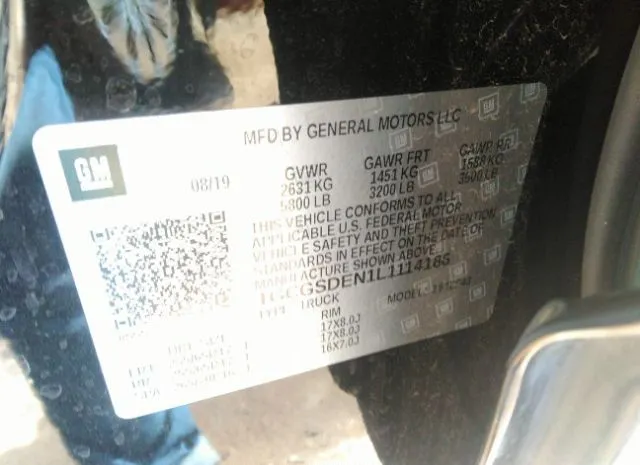 MFD BY GENERAL MOTORS LLC
GM
08/19 GVWR GAWR FRT GAWR RR
2631 KG 1451 KG 1588 KG
5800 LB 3200 LB 3500 LB
THIS VEHICLE CONFORMS TO ALL
APPLICABLE U.S. FEDERAL MOTOR
VEHICLE SAFETY AND THEFT PREVENTION
STANDARDS IN EFFECT ON THE DATE OF
MANUFACTURE SHOWN ABOVE.
TYPE: TRUCK MODEL:
RIM
17X8.0J
17X8.0J
16X7.0J